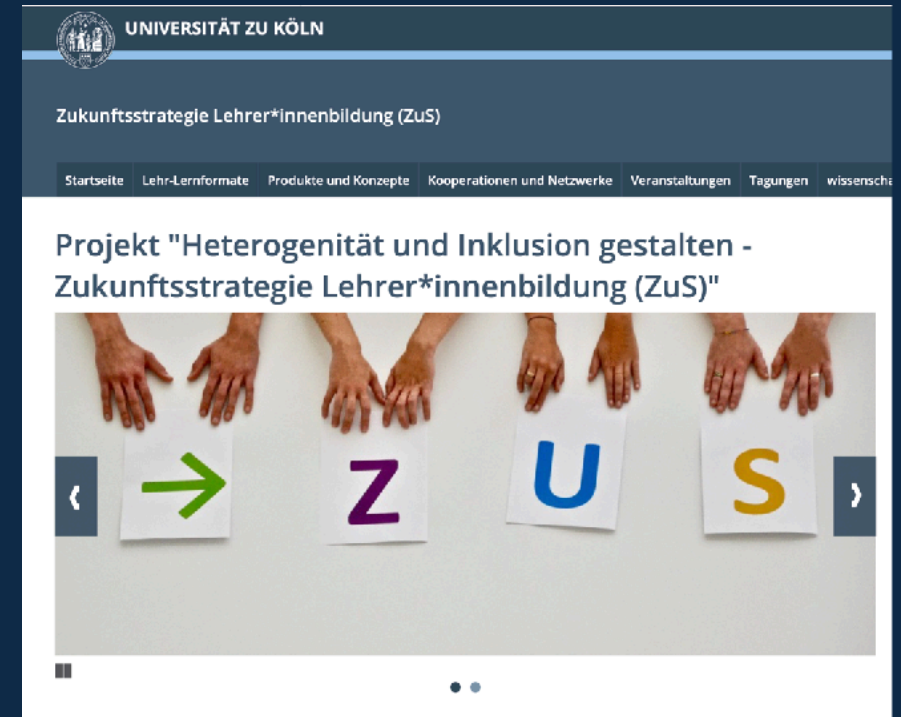 UNIVERSITÄT ZU KÖLN
Zukunftsstrategie Lehrer*innenbildung (ZuS)
Startseite Lehr-Lernformate Produkte und Konzepte Kooperationen und Netzwerke Veranstaltungen Tagungen wissenscha
Projekt "Heterogenität und Inklusion gestalten -
Zukunftsstrategie Lehrer*innenbildung (ZuS)"
→ Z U S